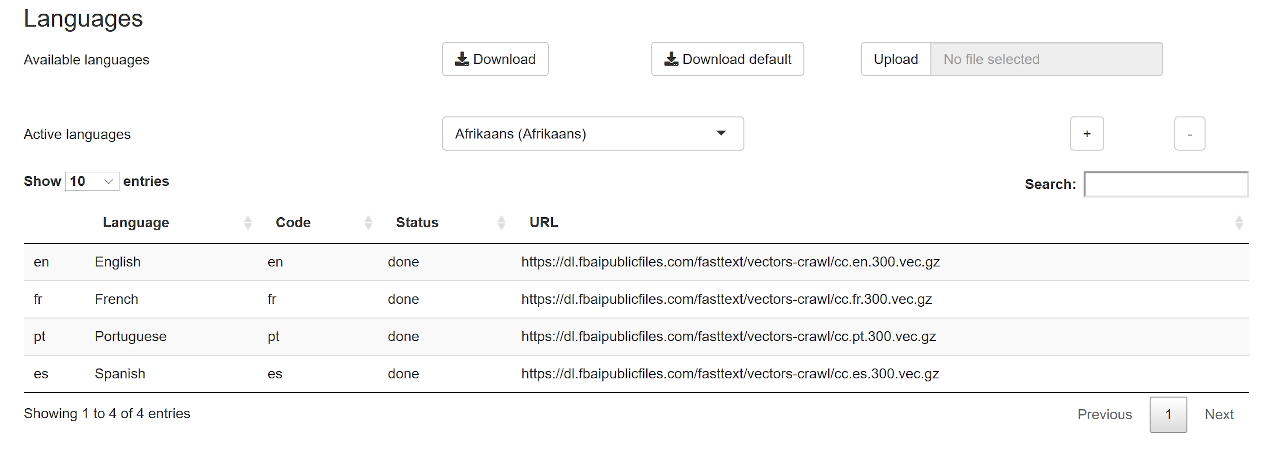 Languages
Available languages Download Download default Upload No file selected
Active languages Afrikaans (Afrikaans) + -
Show 10 entries Search:
Language Code Status URL
en English en done https://dl.fbaipublicfiles.com/fasttext/vectors-crawl/cc.en.300.vec.gz
fr French fr done https://dl.fbaipublicfiles.com/fasttext/vectors-crawl/cc.fr.300.vec.gz
pt Portuguese pt done https://dl.fbaipublicfiles.com/fasttext/vectors-crawl/cc.pt.300.vec.gz
es Spanish es done https://dl.fbaipublicfiles.com/fasttext/vectors-crawl/cc.es.300.vec.gz
Showing 1 to 4 of 4 entries Previous 1 Next